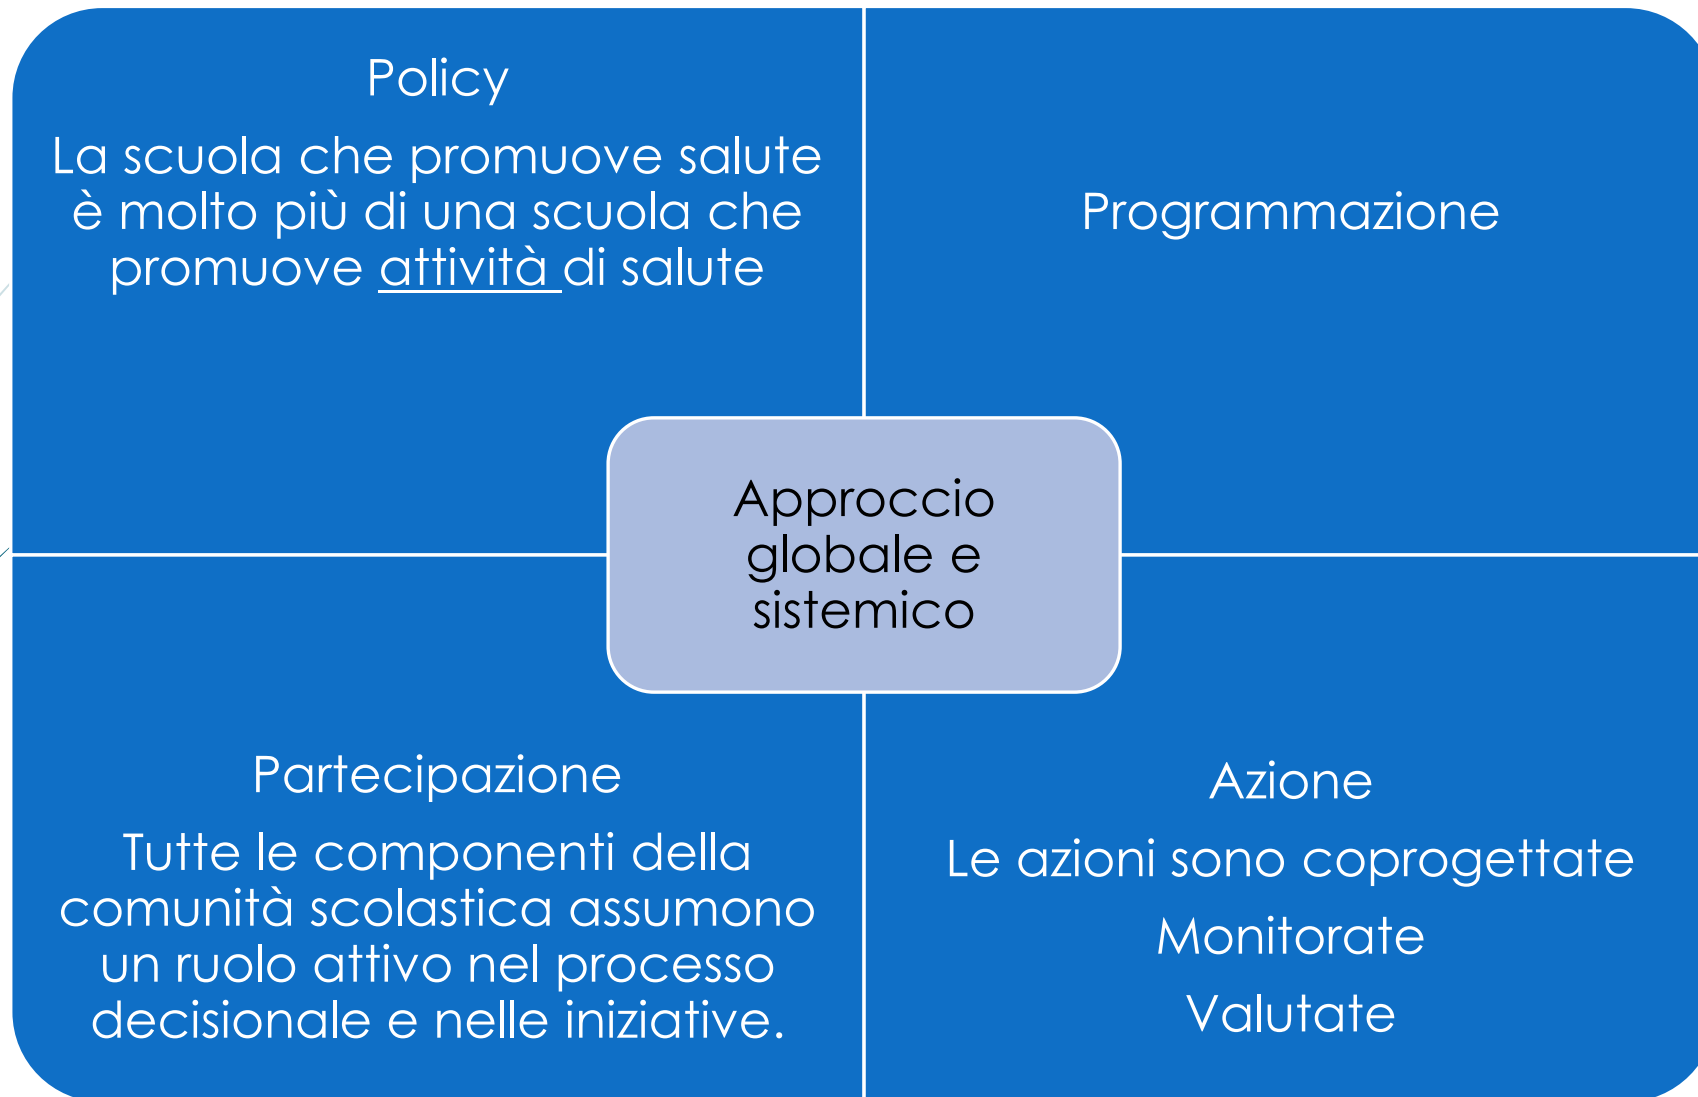 Policy
La scuola che promuove salute
è molto più di una scuola che
promuove attività di salute
Programmazione
Approccio
globale e
sistemico
Partecipazione
Tutte le componenti della
comunità scolastica assumono
un ruolo attivo nel processo
decisionale e nelle iniziative.
Azione
Le azioni sono coprogettate
Monitorate
Valutate